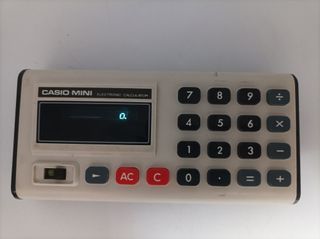 CASIO MINI ELECTRONIC CALCULATOR
0.
7 8 9 ÷
4 5 6 ×
1 2 3 −
► AC C 0 · = +